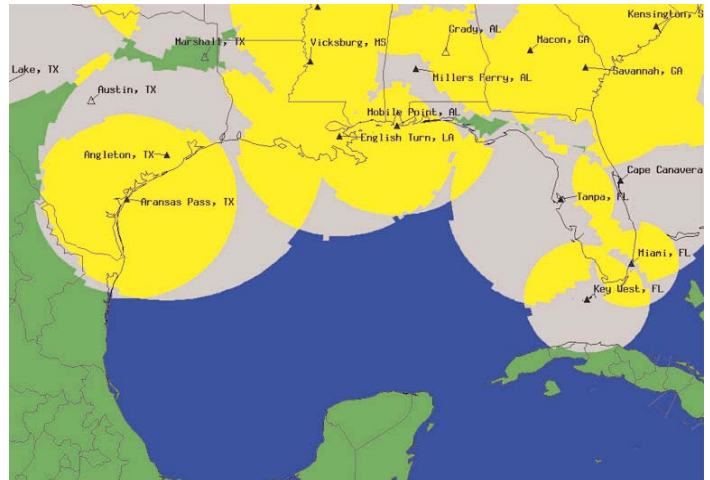 Kensington, S
Grady, AL
Marshall, TX
Vicksburg, MS
Macon, GA
Lake, TX
Millers Ferry, AL
Savannah, GA
Austin, TX
Mobile Point, AL
English Turn, LA
Angleton, TX
Cape Canavera
Aransas Pass, TX
Tampa, FL
Miami, FL
Key West, FL